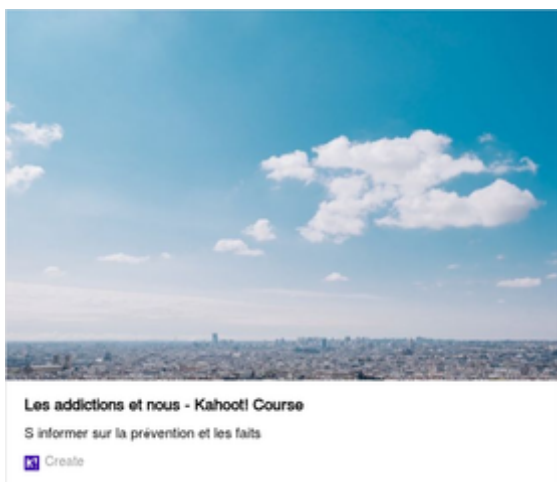 Les addictions et nous - Kahoot! Course
S informer sur la prévention et les faits
K!
Create